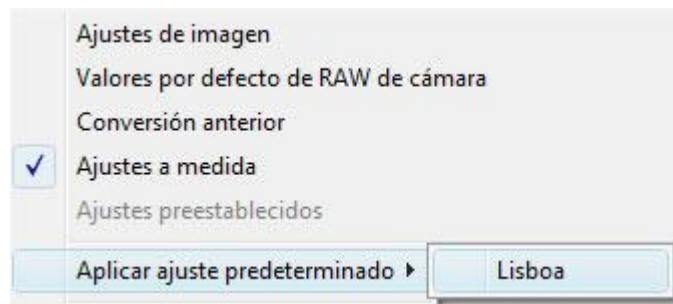 Ajustes de imagen
Valores por defecto de RAW de cámara
Conversión anterior
Ajustes a medida
Ajustes preestablecidos
Aplicar ajuste predeterminado
Lisboa